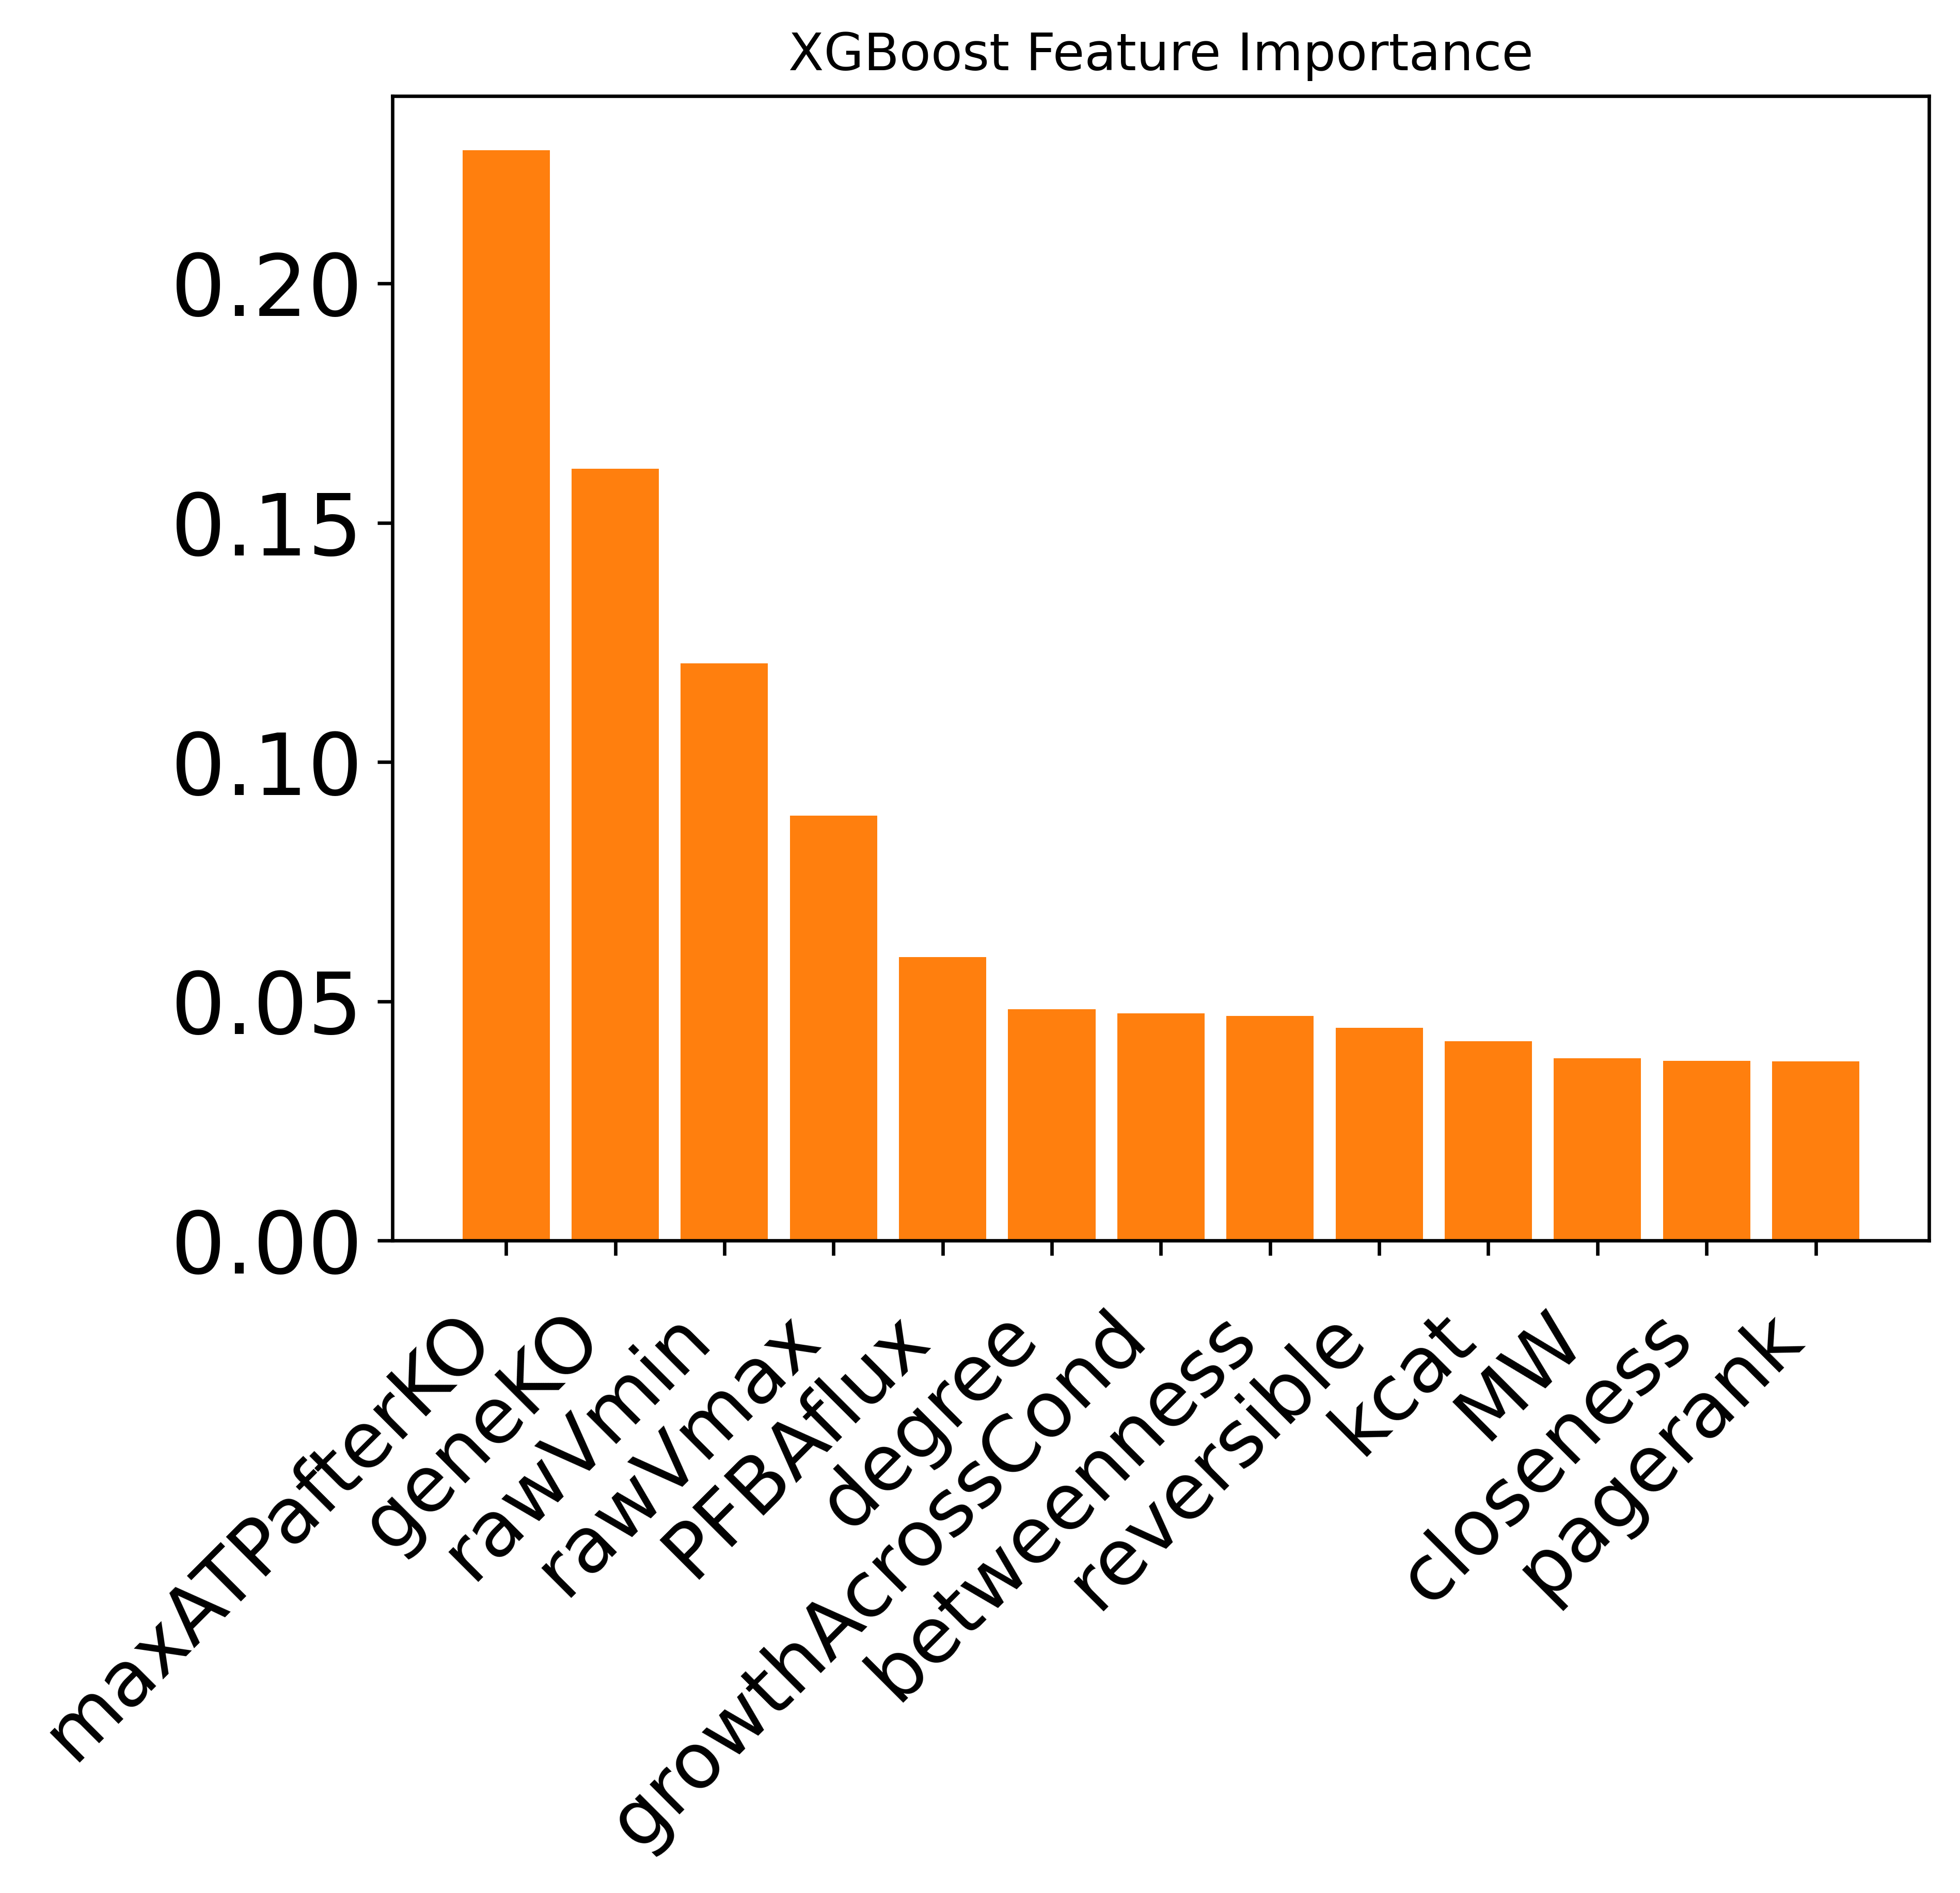 XGBoost Feature Importance
0.20
0.15
0.10
0.05
0.00
maxATPafterKO
geneKO
rawVmin
rawVmax
pFBAflux
degree
growthAcrossCond
betweenness
reversible
kcat
MW
closeness
pagerank